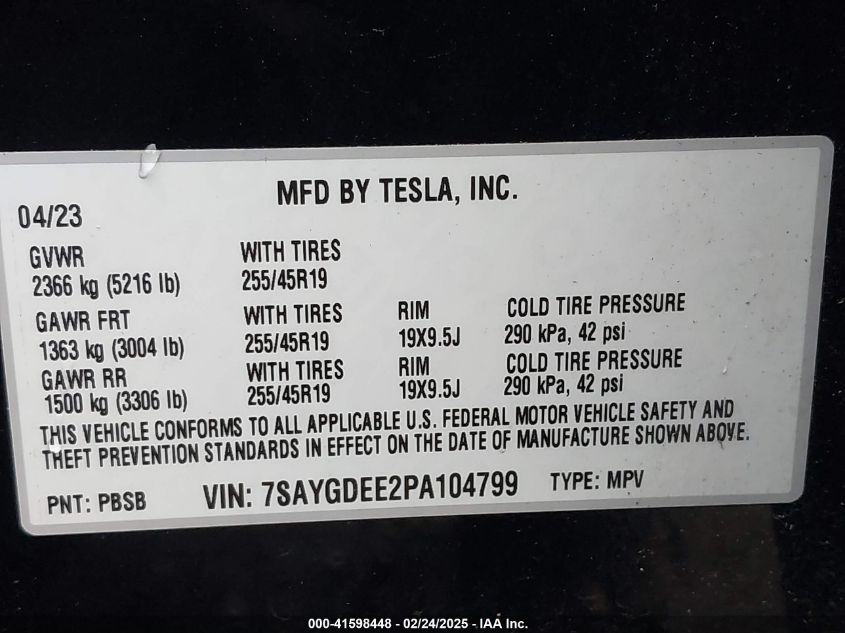 MFD BY TESLA, INC.
04/23
GVWR WITH TIRES
2366 kg (5216 lb) 255/45R19
GAWR FRT WITH TIRES RIM COLD TIRE PRESSURE
1363 kg (3004 lb) 255/45R19 19X9.5J 290 kPa, 42 psi
GAWR RR WITH TIRES RIM COLD TIRE PRESSURE
1500 kg (3306 lb) 255/45R19 19X9.5J 290 kPa, 42 psi
THIS VEHICLE CONFORMS TO ALL APPLICABLE U.S. FEDERAL MOTOR VEHICLE SAFETY AND
THEFT PREVENTION STANDARDS IN EFFECT ON THE DATE OF MANUFACTURE SHOWN ABOVE.
PNT: PBSB VIN: 7SAYGDEE2PA104799 TYPE: MPV
000-41598448 - 02/24/2025 - IAA Inc.